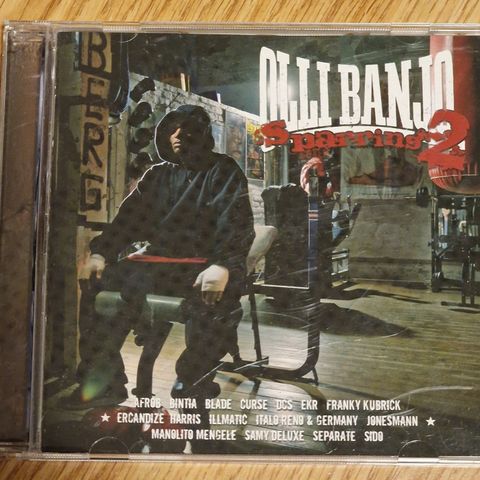 BERG
OLLI BANJO
Sparring 2
AFROB BINTIA BLADE CURSE DCS EKR FRANKY KUBRICK
★ ERCANDIZE HARRIS ILLMATIC ITALO RENO & GERMANY JONESMANN ★
MANOLITO MENGELE SAMY DELUXE SEPARATE SIDO